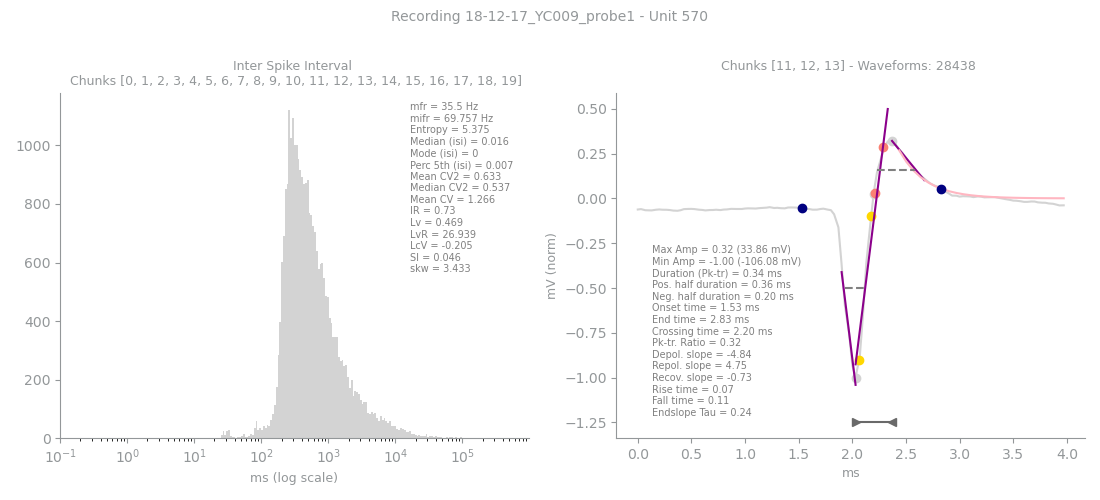 Recording 18-12-17_YC009_probe1 - Unit 570
Inter Spike Interval
Chunks [0, 1, 2, 3, 4, 5, 6, 7, 8, 9, 10, 11, 12, 13, 14, 15, 16, 17, 18, 19]
mfr = 35.5 Hz
mifr = 69.757 Hz
Entropy = 5.375
Median (isi) = 0.016
Mode (isi) = 0
Perc 5th (isi) = 0.007
Mean CV2 = 0.633
Median CV2 = 0.537
Mean CV = 1.266
IR = 0.73
Lv = 0.469
LvR = 26.939
LcV = -0.205
SI = 0.046
skw = 3.433
1000
800
600
400
200
0
10⁻¹ 10⁰ 10¹ 10² 10³ 10⁴ 10⁵
ms (log scale)
Chunks [11, 12, 13] - Waveforms: 28438
mV (norm)
0.50
0.25
0.00
−0.25
−0.50
−0.75
−1.00
−1.25
Max Amp = 0.32 (33.86 mV)
Min Amp = -1.00 (-106.08 mV)
Duration (Pk-tr) = 0.34 ms
Pos. half duration = 0.36 ms
Neg. half duration = 0.20 ms
Onset time = 1.53 ms
End time = 2.83 ms
Crossing time = 2.20 ms
Pk-tr. Ratio = 0.32
Depol. slope = -4.84
Repol. slope = 4.75
Recov. slope = -0.73
Rise time = 0.07
Fall time = 0.11
Endslope Tau = 0.24
0.0 0.5 1.0 1.5 2.0 2.5 3.0 3.5 4.0
ms